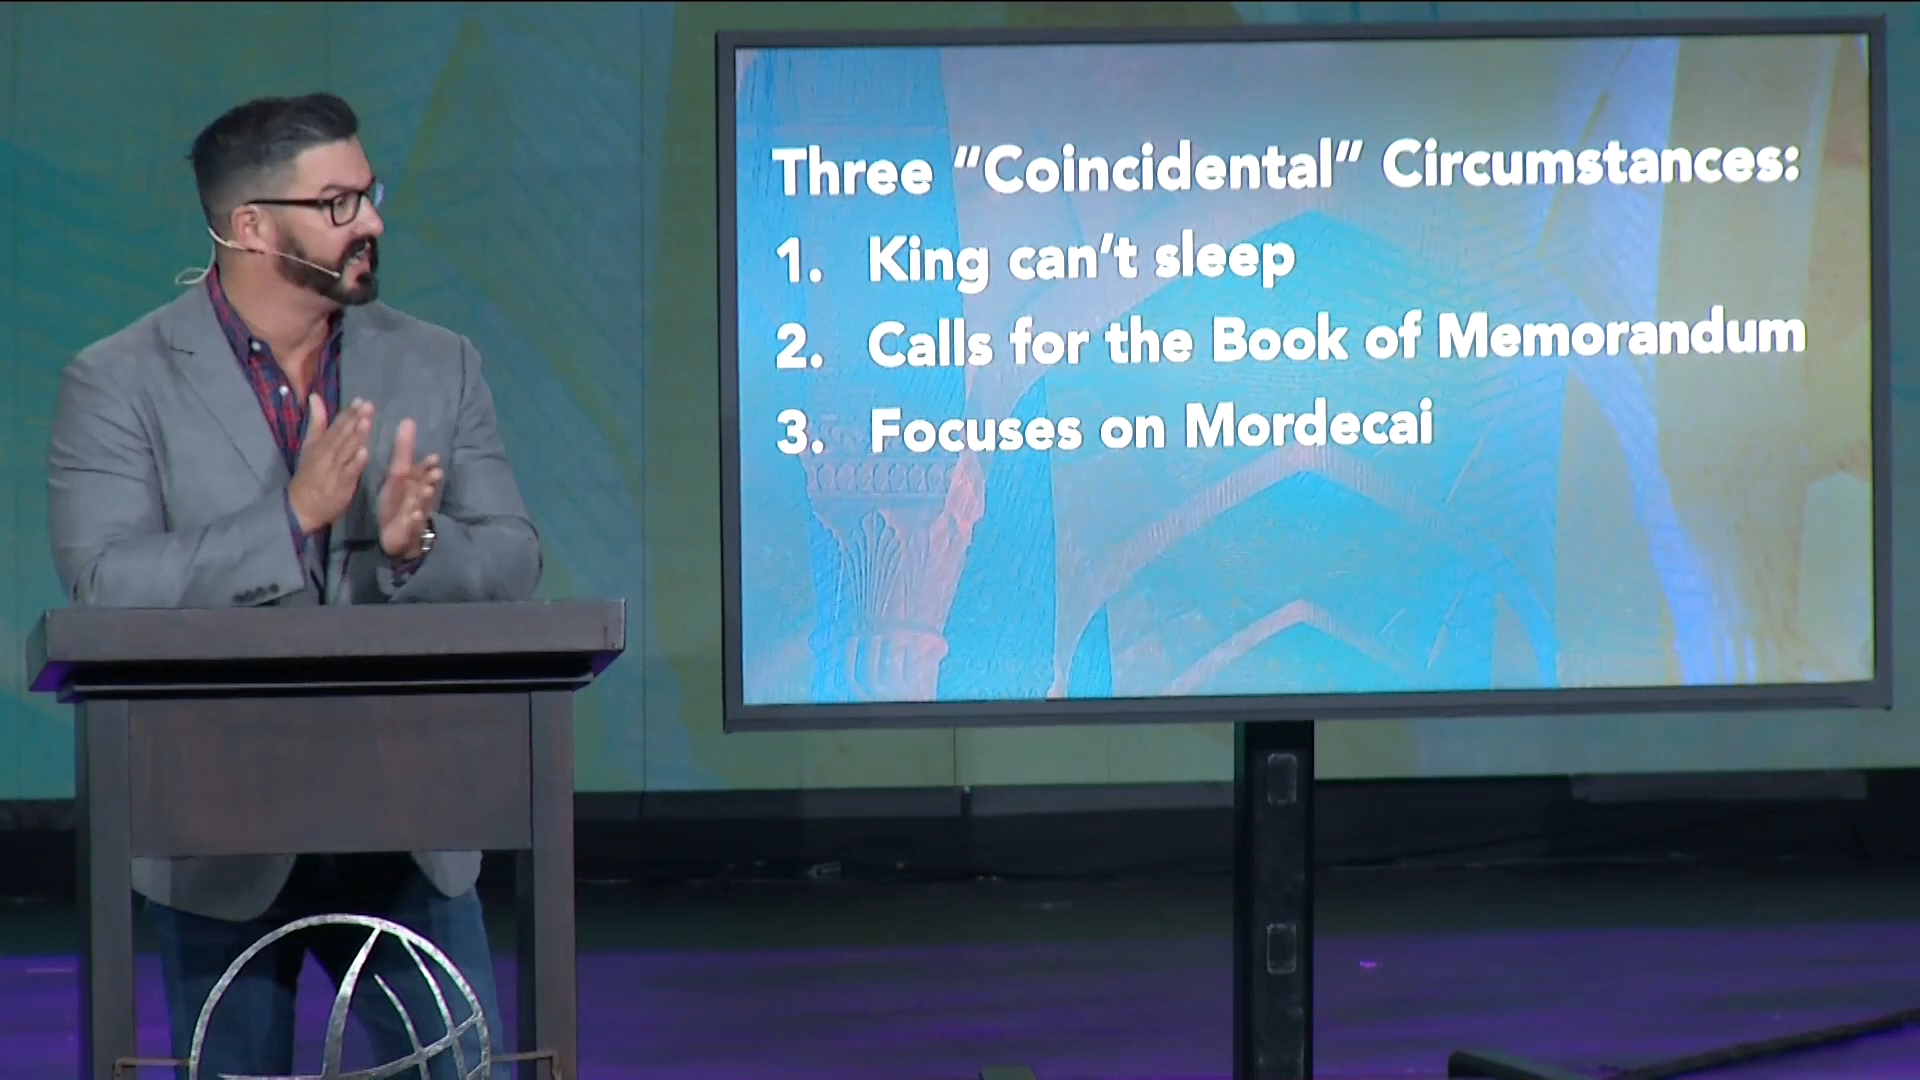 Three “Coincidental” Circumstances:
1. King can’t sleep
2. Calls for the Book of Memorandum
3. Focuses on Mordecai